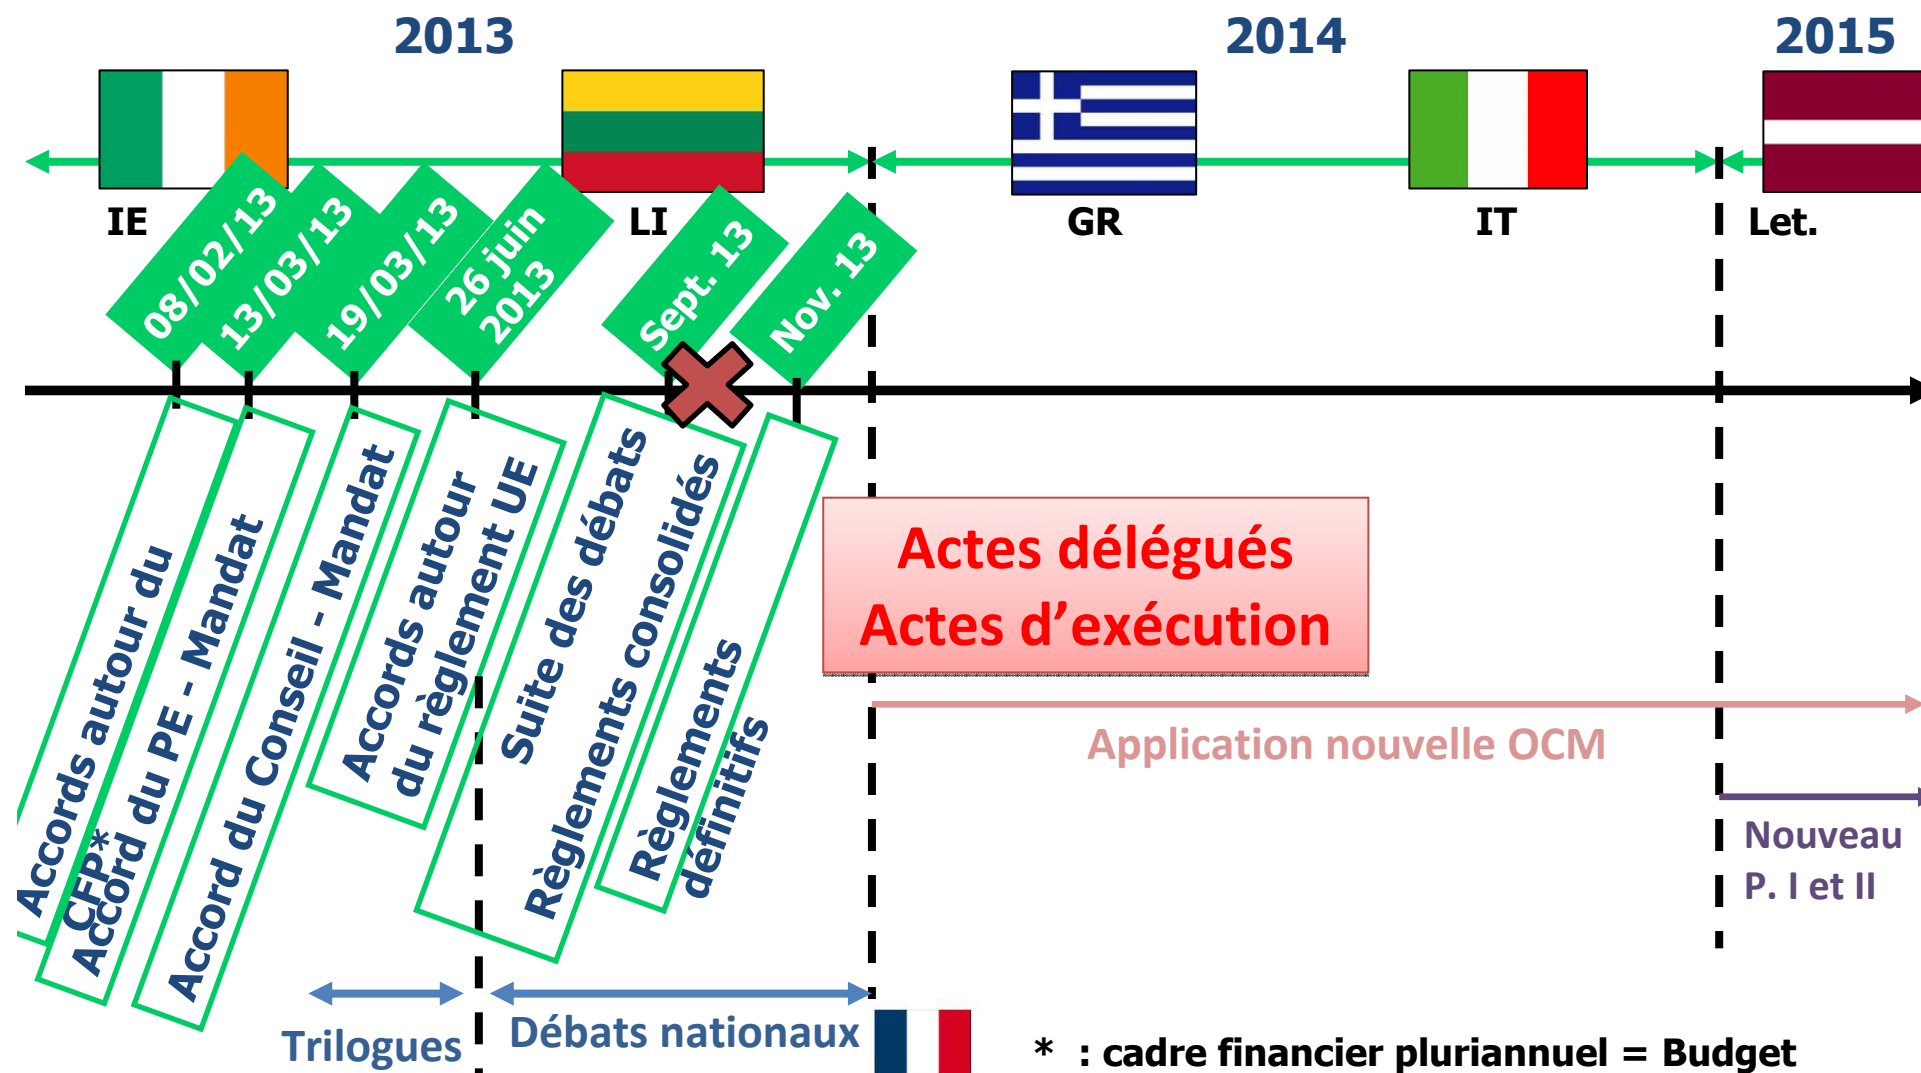 2013
2014
2015
IE
LI
GR
IT
Let.
08/02/13
13/03/13
19/03/13
26 juin
2013
Sept. 13
Nov. 13
Accords autour du
CFP*
Accord du PE - Mandat
Accord du Conseil - Mandat
Accords autour
du règlement UE
Suite des débats
Règlements consolidés
Règlements
définitifs
Actes délégués
Actes d’exécution
Application nouvelle OCM
Nouveau
P. I et II
Trilogues
Débats nationaux
* : cadre financier pluriannuel = Budget